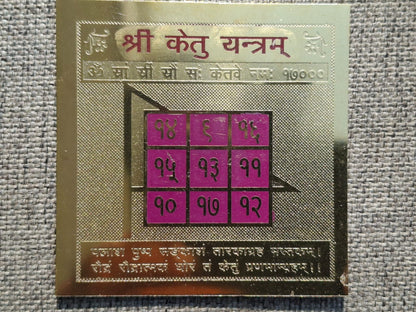 श्री केतु यन्त्रम्
ॐ स्रा स्रीं स्रौं सः केतवे नमः १७०००
१४ ९ १६
१५ १३ ११
१० १७ १२
पलाश पुष्प सङ्काशं तारकाग्रह मस्तकम्।
रौद्रं रौद्रात्मकं घोरं तं केतुं प्रणमाम्यहम्।।